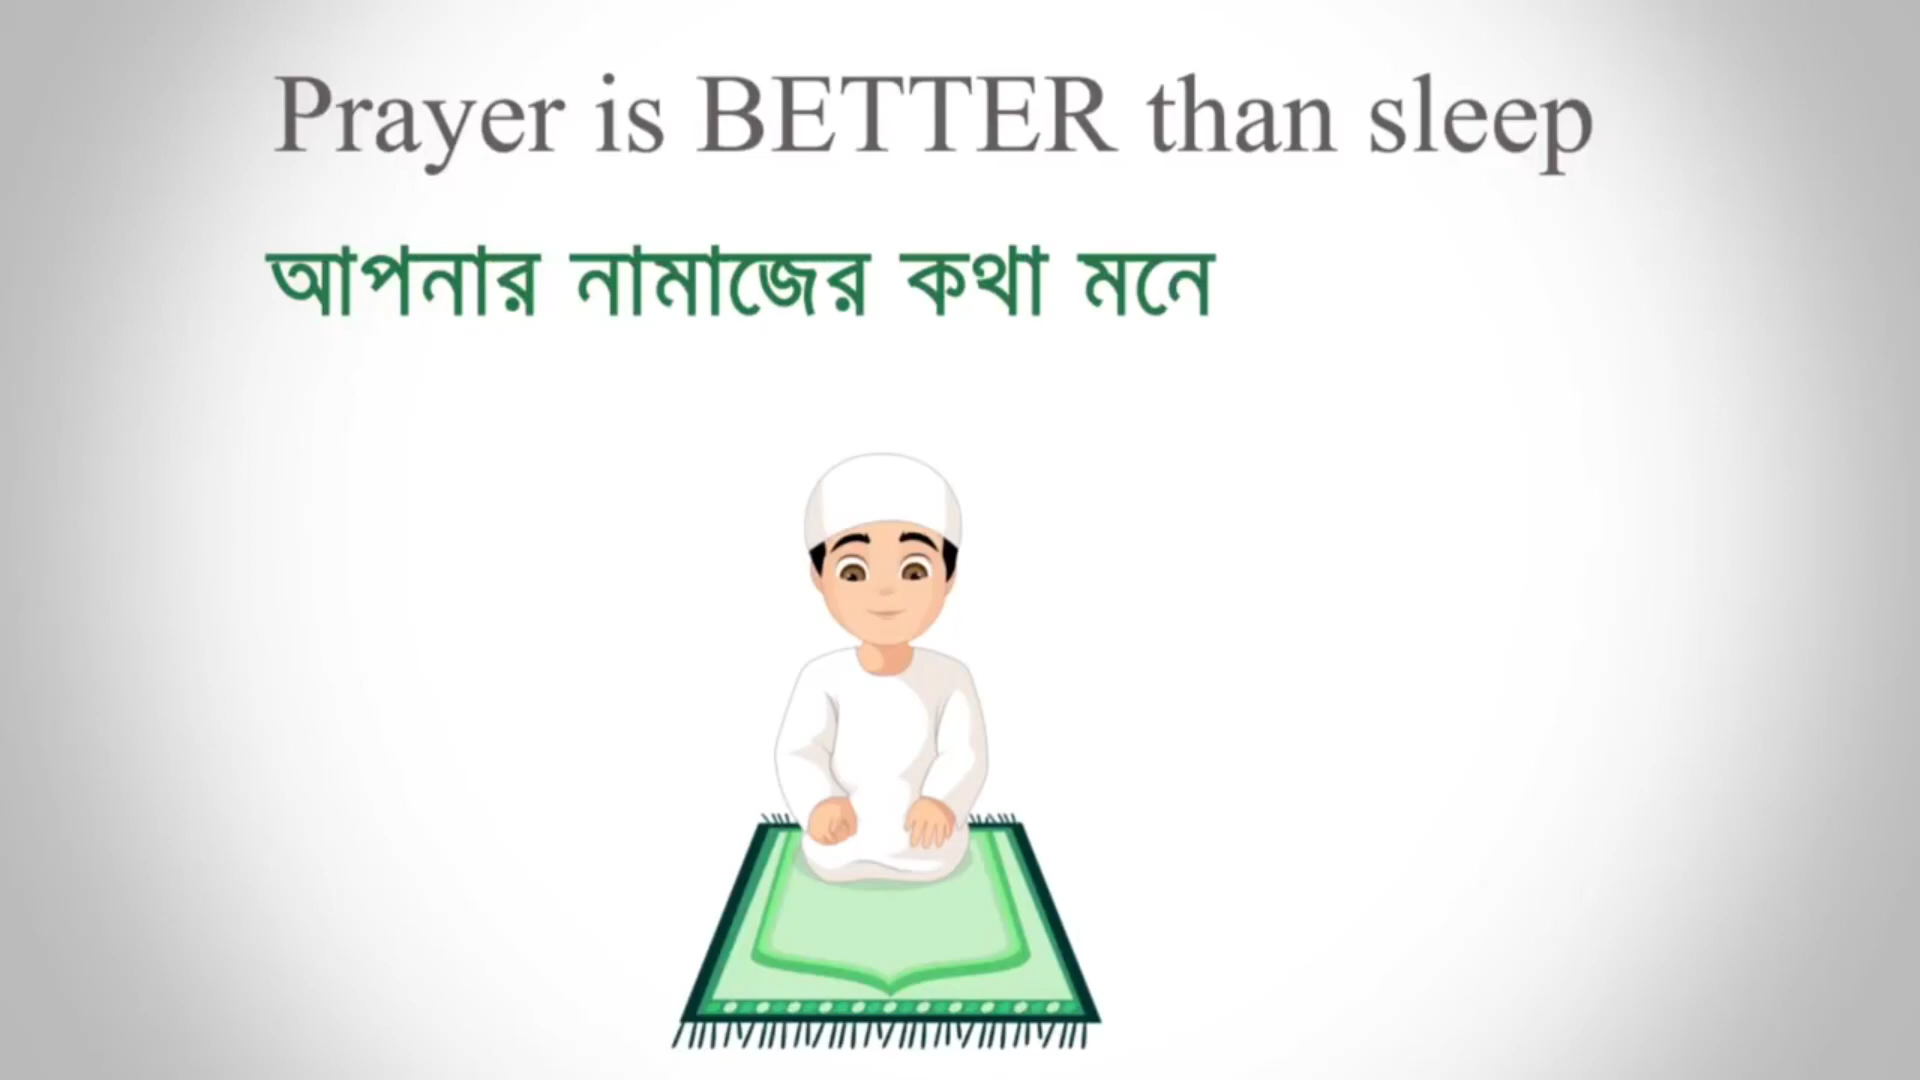 Prayer is BETTER than sleep
আপনার নামাজের কথা মনে